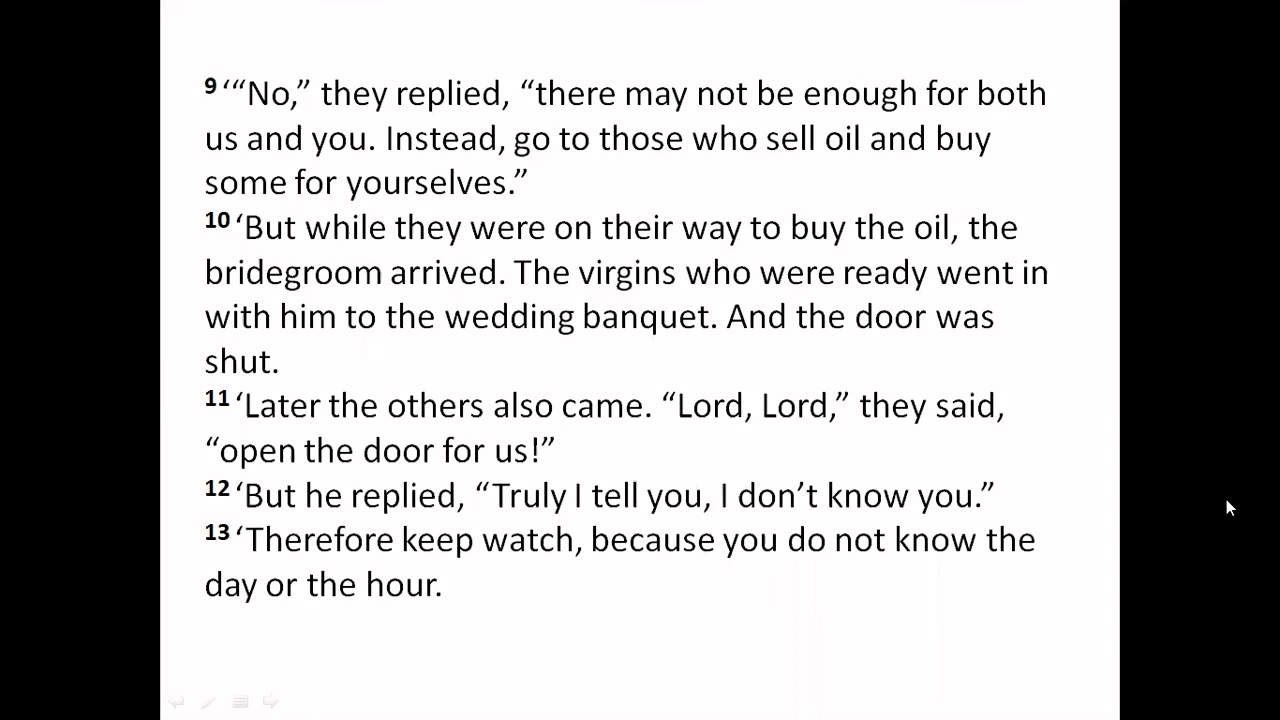 9 ‘“No,” they replied, “there may not be enough for both
us and you. Instead, go to those who sell oil and buy
some for yourselves.”
10 ‘But while they were on their way to buy the oil, the
bridegroom arrived. The virgins who were ready went in
with him to the wedding banquet. And the door was
shut.
11 ‘Later the others also came. “Lord, Lord,” they said,
“open the door for us!”
12 ‘But he replied, “Truly I tell you, I don’t know you.”
13 ‘Therefore keep watch, because you do not know the
day or the hour.